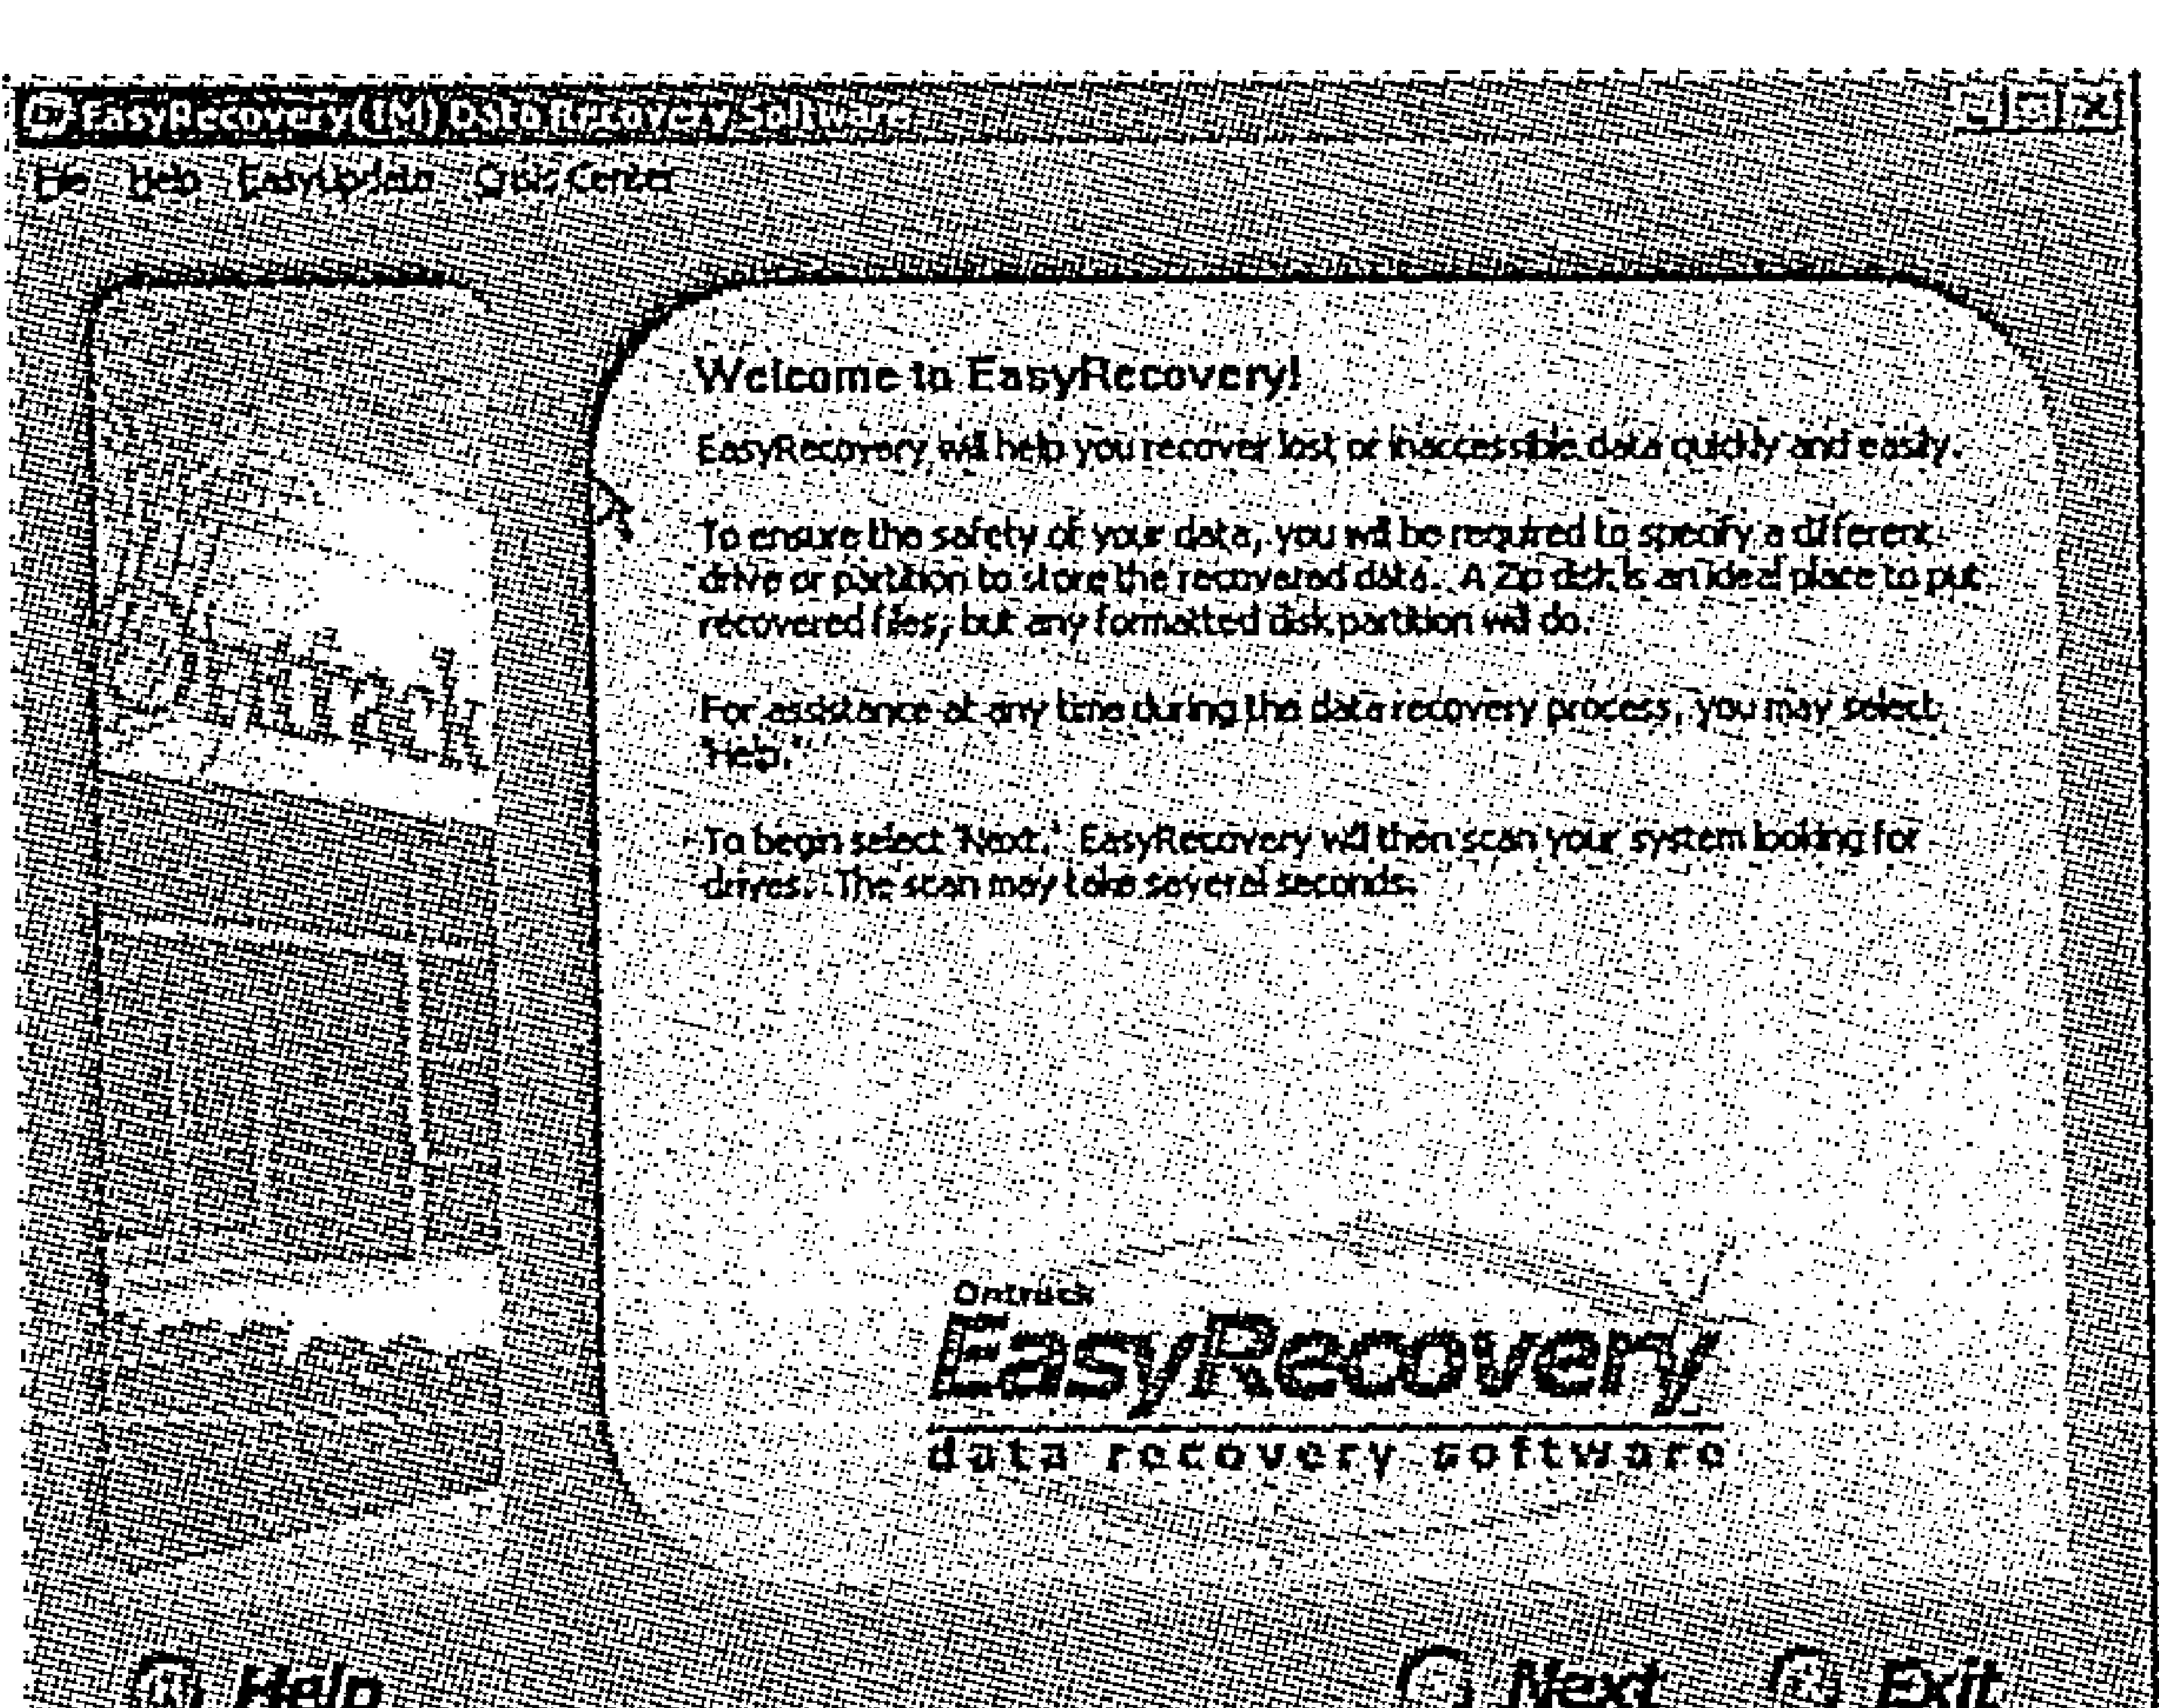 EasyRecovery(TM) Data Recovery Software
File Help EasyUpdate Crisis Center
Welcome to EasyRecovery!
EasyRecovery will help you recover lost or inaccessible data quickly and easily.
To ensure the safety of your data, you will be required to specify a different
drive or partition to store the recovered data. A Zip disk is an ideal place to put
recovered files, but any formatted disk partition will do.
For assistance at any time during the data recovery process, you may select
"Help."
To begin select "Next." EasyRecovery will then scan your system looking for
drives. The scan may take several seconds.
Ontrack
Ontrack
EasyRecovery
data recovery software
Help Next Exit